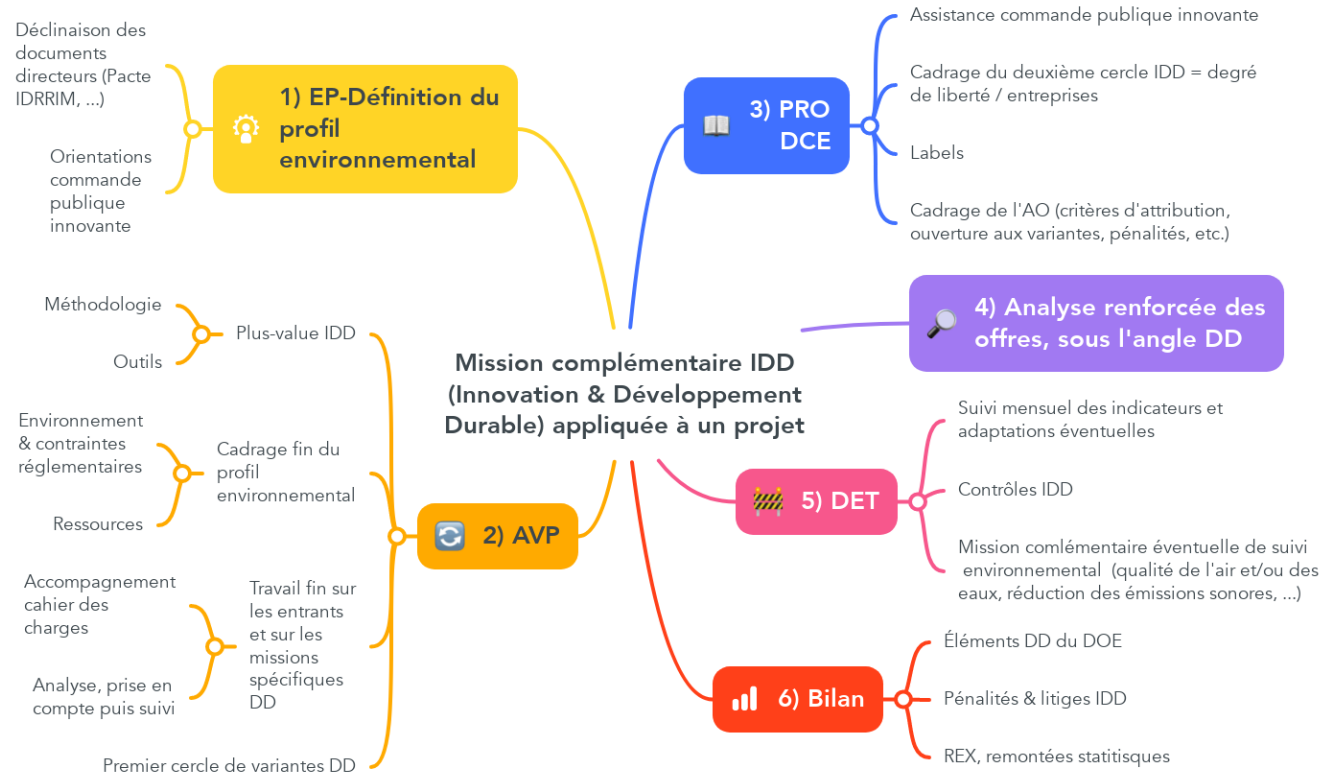 Mission complémentaire IDD
(Innovation & Développement
Durable) appliquée à un projet
1) EP-Définition du
profil
environnemental
Déclinaison des
documents
directeurs (Pacte
IDRRIM, ...)
Orientations
commande
publique
innovante
2) AVP
Plus-value IDD
Méthodologie
Outils
Cadrage fin du
profil
environnemental
Environnement
& contraintes
réglementaires
Ressources
Travail fin sur
les entrants
et sur les
missions
spécifiques
DD
Accompagnement
cahier des
charges
Analyse, prise en
compte puis suivi
Premier cercle de variantes DD
3) PRO
DCE
Assistance commande publique innovante
Cadrage du deuxième cercle IDD = degré
de liberté / entreprises
Labels
Cadrage de l'AO (critères d'attribution,
ouverture aux variantes, pénalités, etc.)
4) Analyse renforcée des
offres, sous l'angle DD
5) DET
Suivi mensuel des indicateurs et
adaptations éventuelles
Contrôles IDD
Mission comlémentaire éventuelle de suivi
environnemental (qualité de l'air et/ou des
eaux, réduction des émissions sonores, ...)
6) Bilan
Éléments DD du DOE
Pénalités & litiges IDD
REX, remontées statitisques